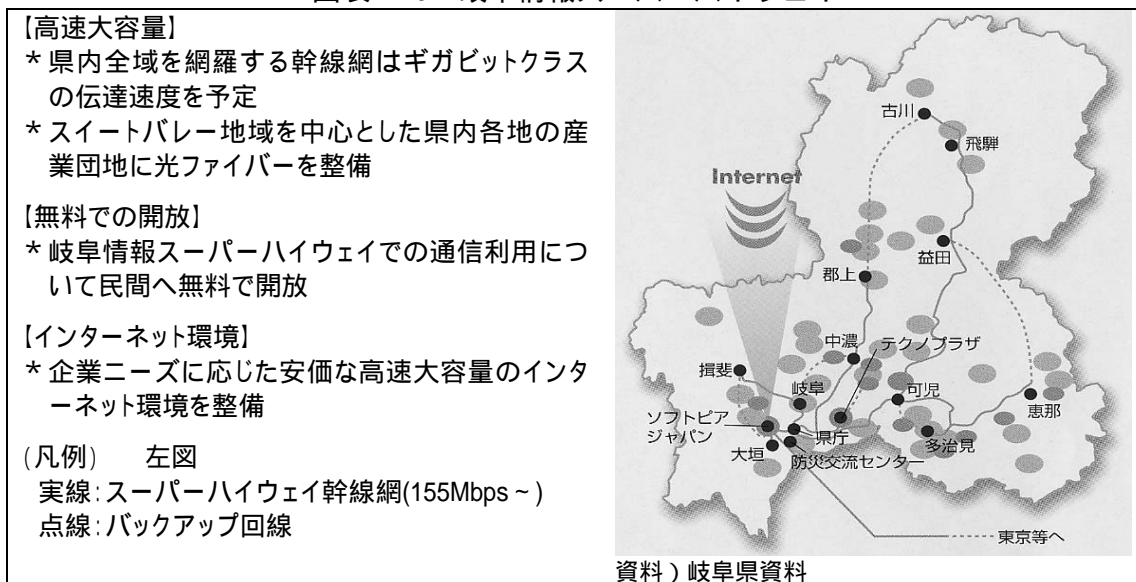 【高速大容量】
＊県内全域を網羅する幹線網はギガビットクラス
の伝達速度を予定
＊スイートバレー地域を中心とした県内各地の産
業団地に光ファイバーを整備
【無料での開放】
＊岐阜情報スーパーハイウェイでの通信利用につ
いて民間へ無料で開放
【インターネット環境】
＊企業ニーズに応じた安価な高速大容量のインタ
ーネット環境を整備
(凡例)　左図
実線：スーパーハイウェイ幹線網(155Mbps～)
点線：バックアップ回線
古川
飛騨
Internet
益田
郡上
中濃
テクノプラザ
揖斐
岐阜
可児
恵那
ソフトピア
ジャパン
県庁
多治見
大垣
防災交流センター
東京等へ
資料）岐阜県資料